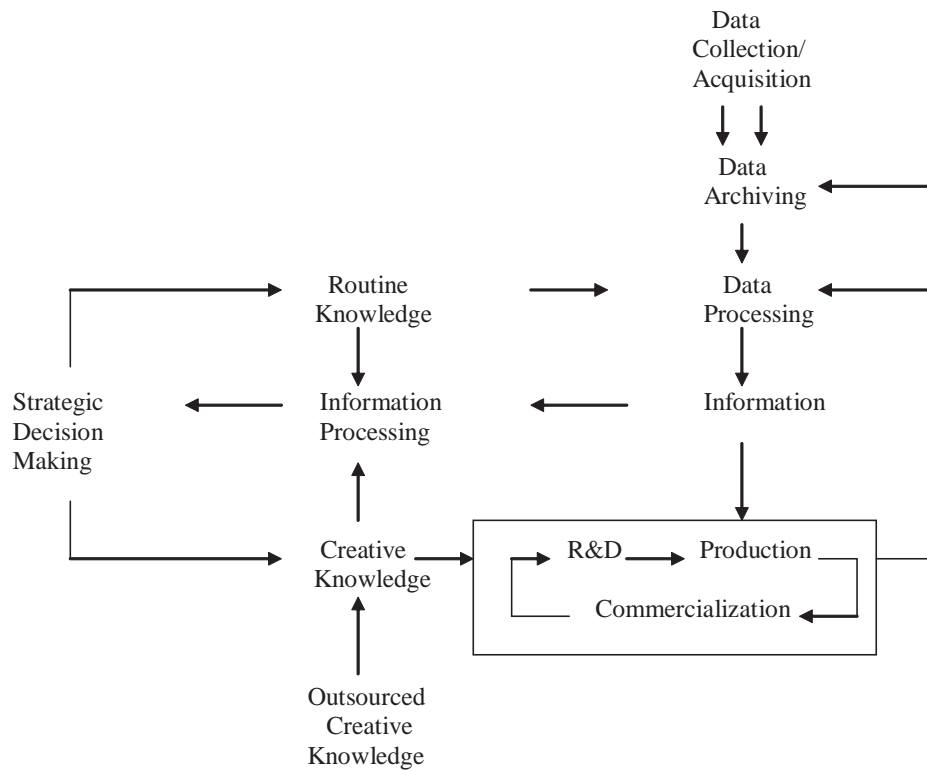 Data
Collection/
Acquisition
Data
Archiving
Routine
Knowledge
Data
Processing
Strategic
Decision
Making
Information
Processing
Information
Creative
Knowledge
R&D
Production
Commercialization
Outsourced
Creative
Knowledge